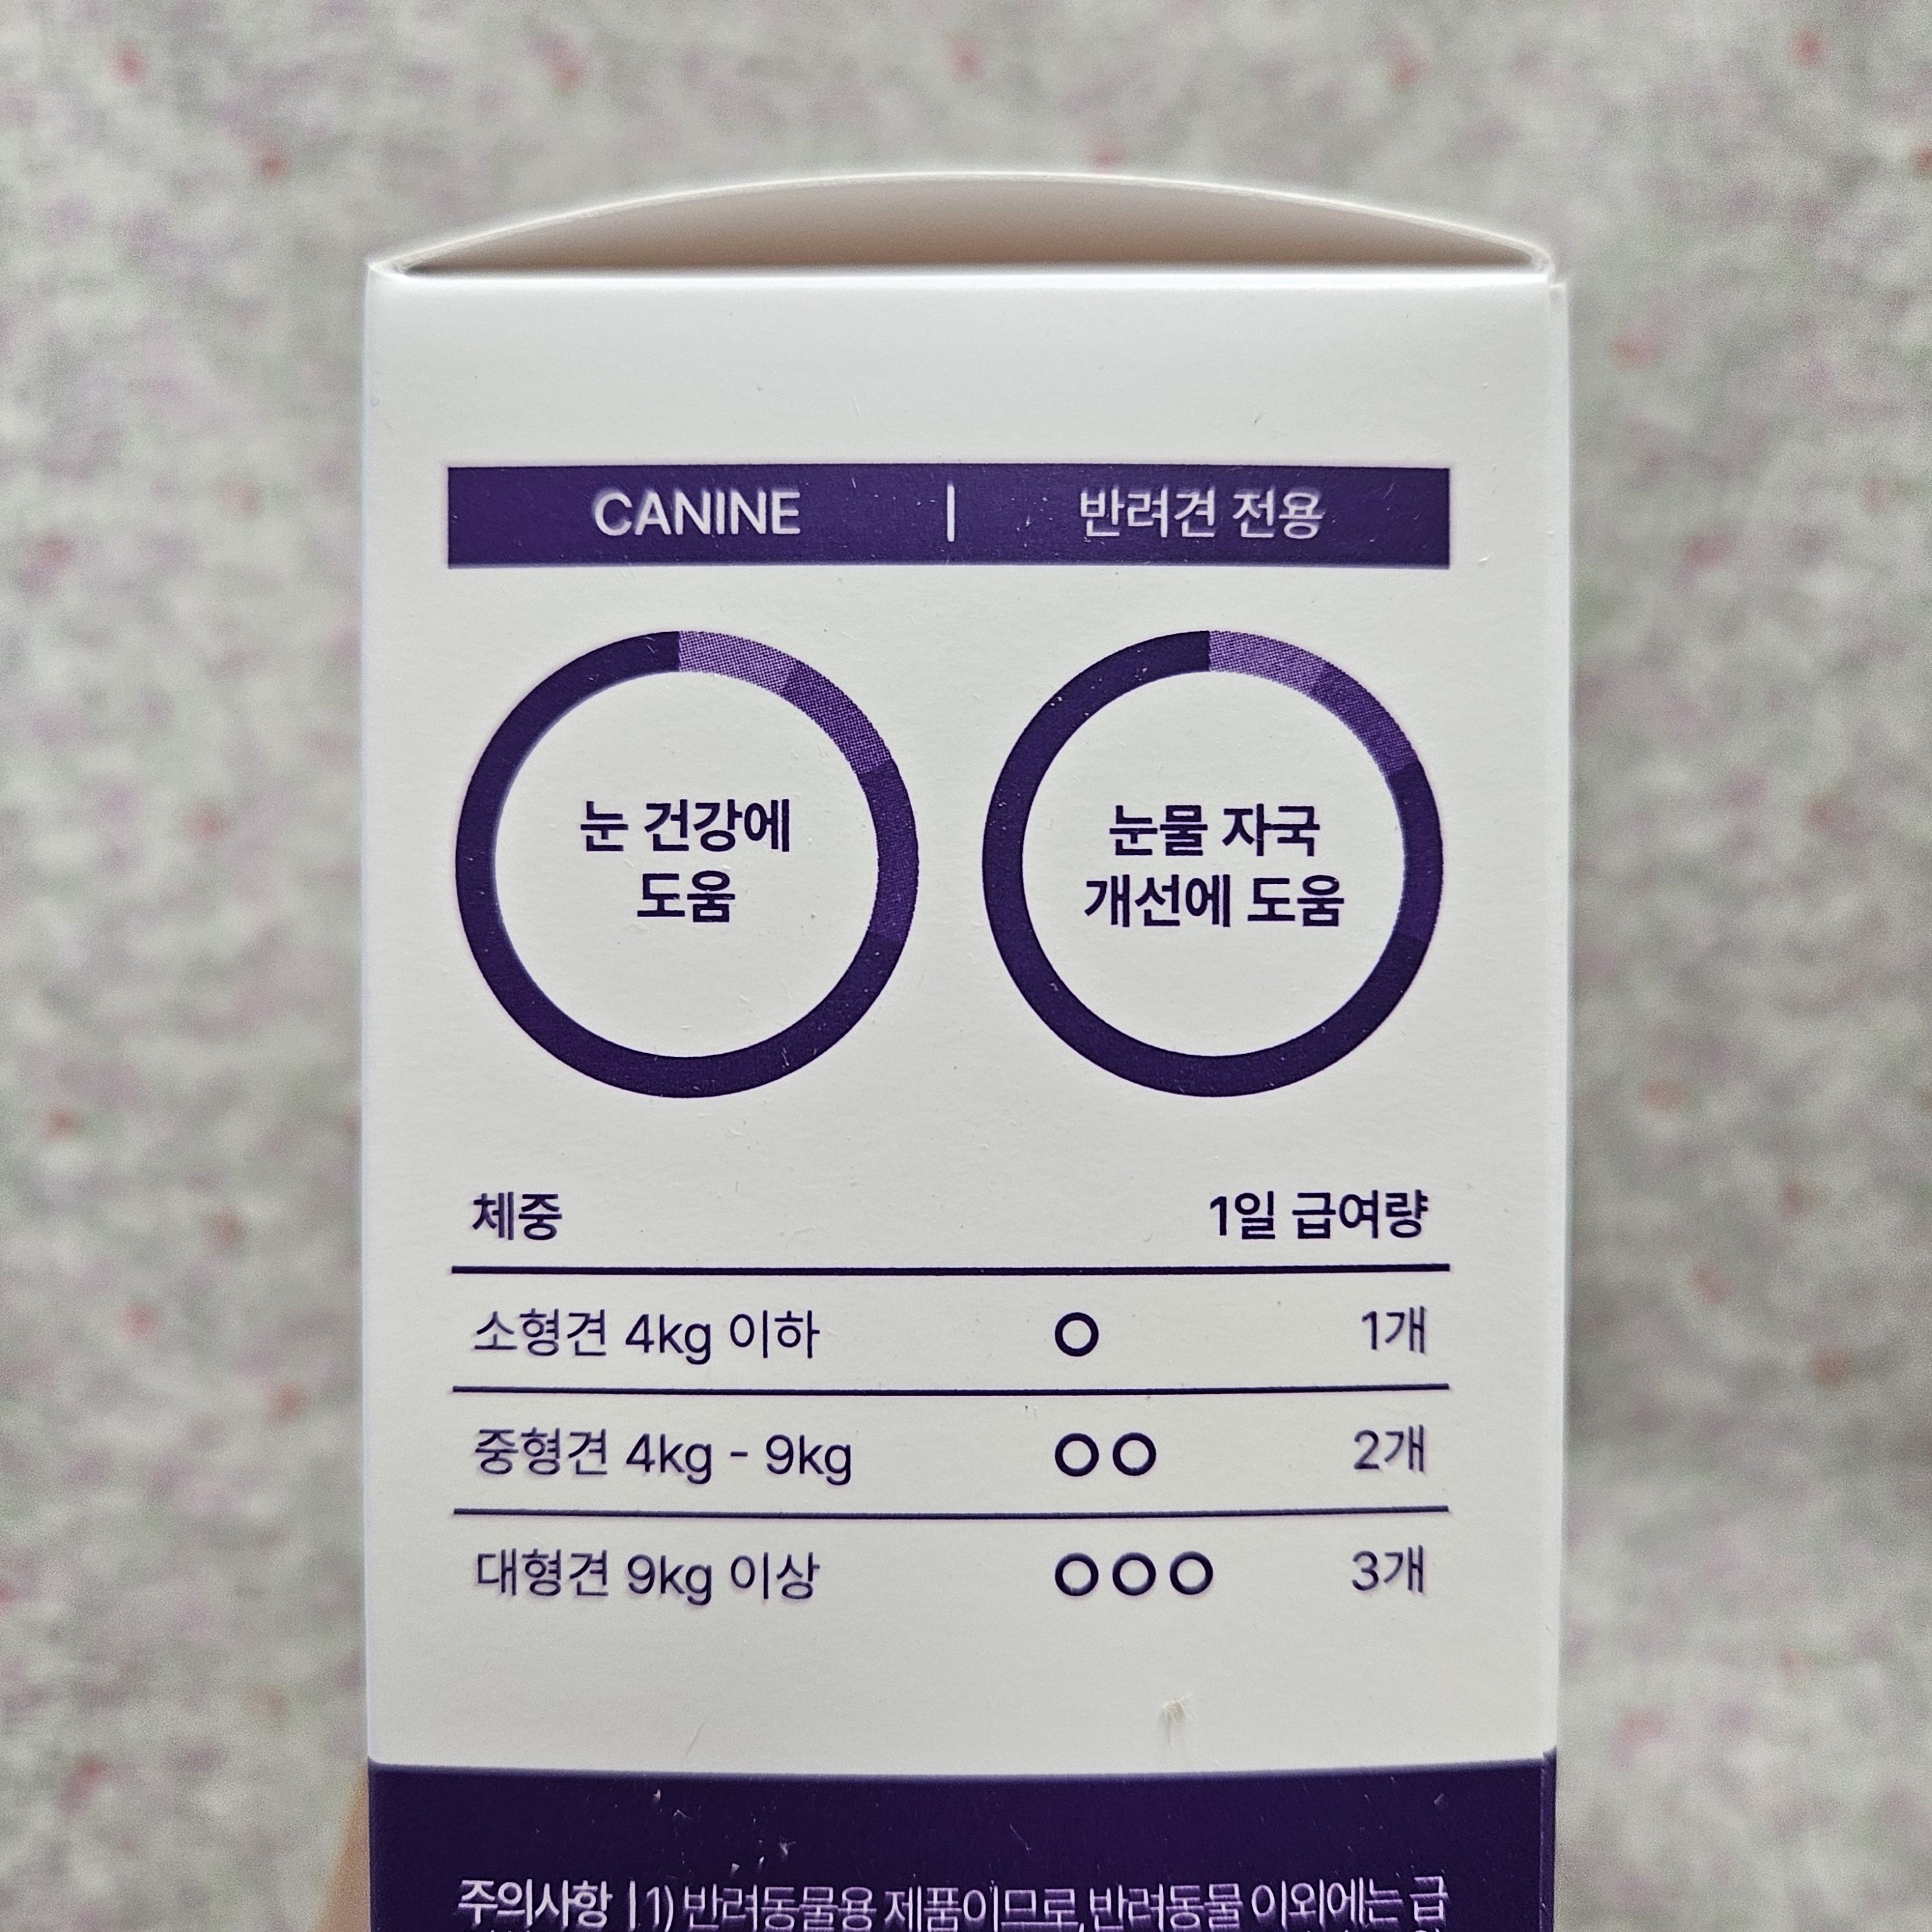 CANINE | 반려견 전용
눈 건강에
도움
눈물 자국
개선에 도움
체중 1일 급여량
소형견 4kg 이하 1개
중형견 4kg - 9kg 2개
대형견 9kg 이상 3개
주의사항 | 1) 반려동물용 제품이므로, 반려동물 이외에는 급